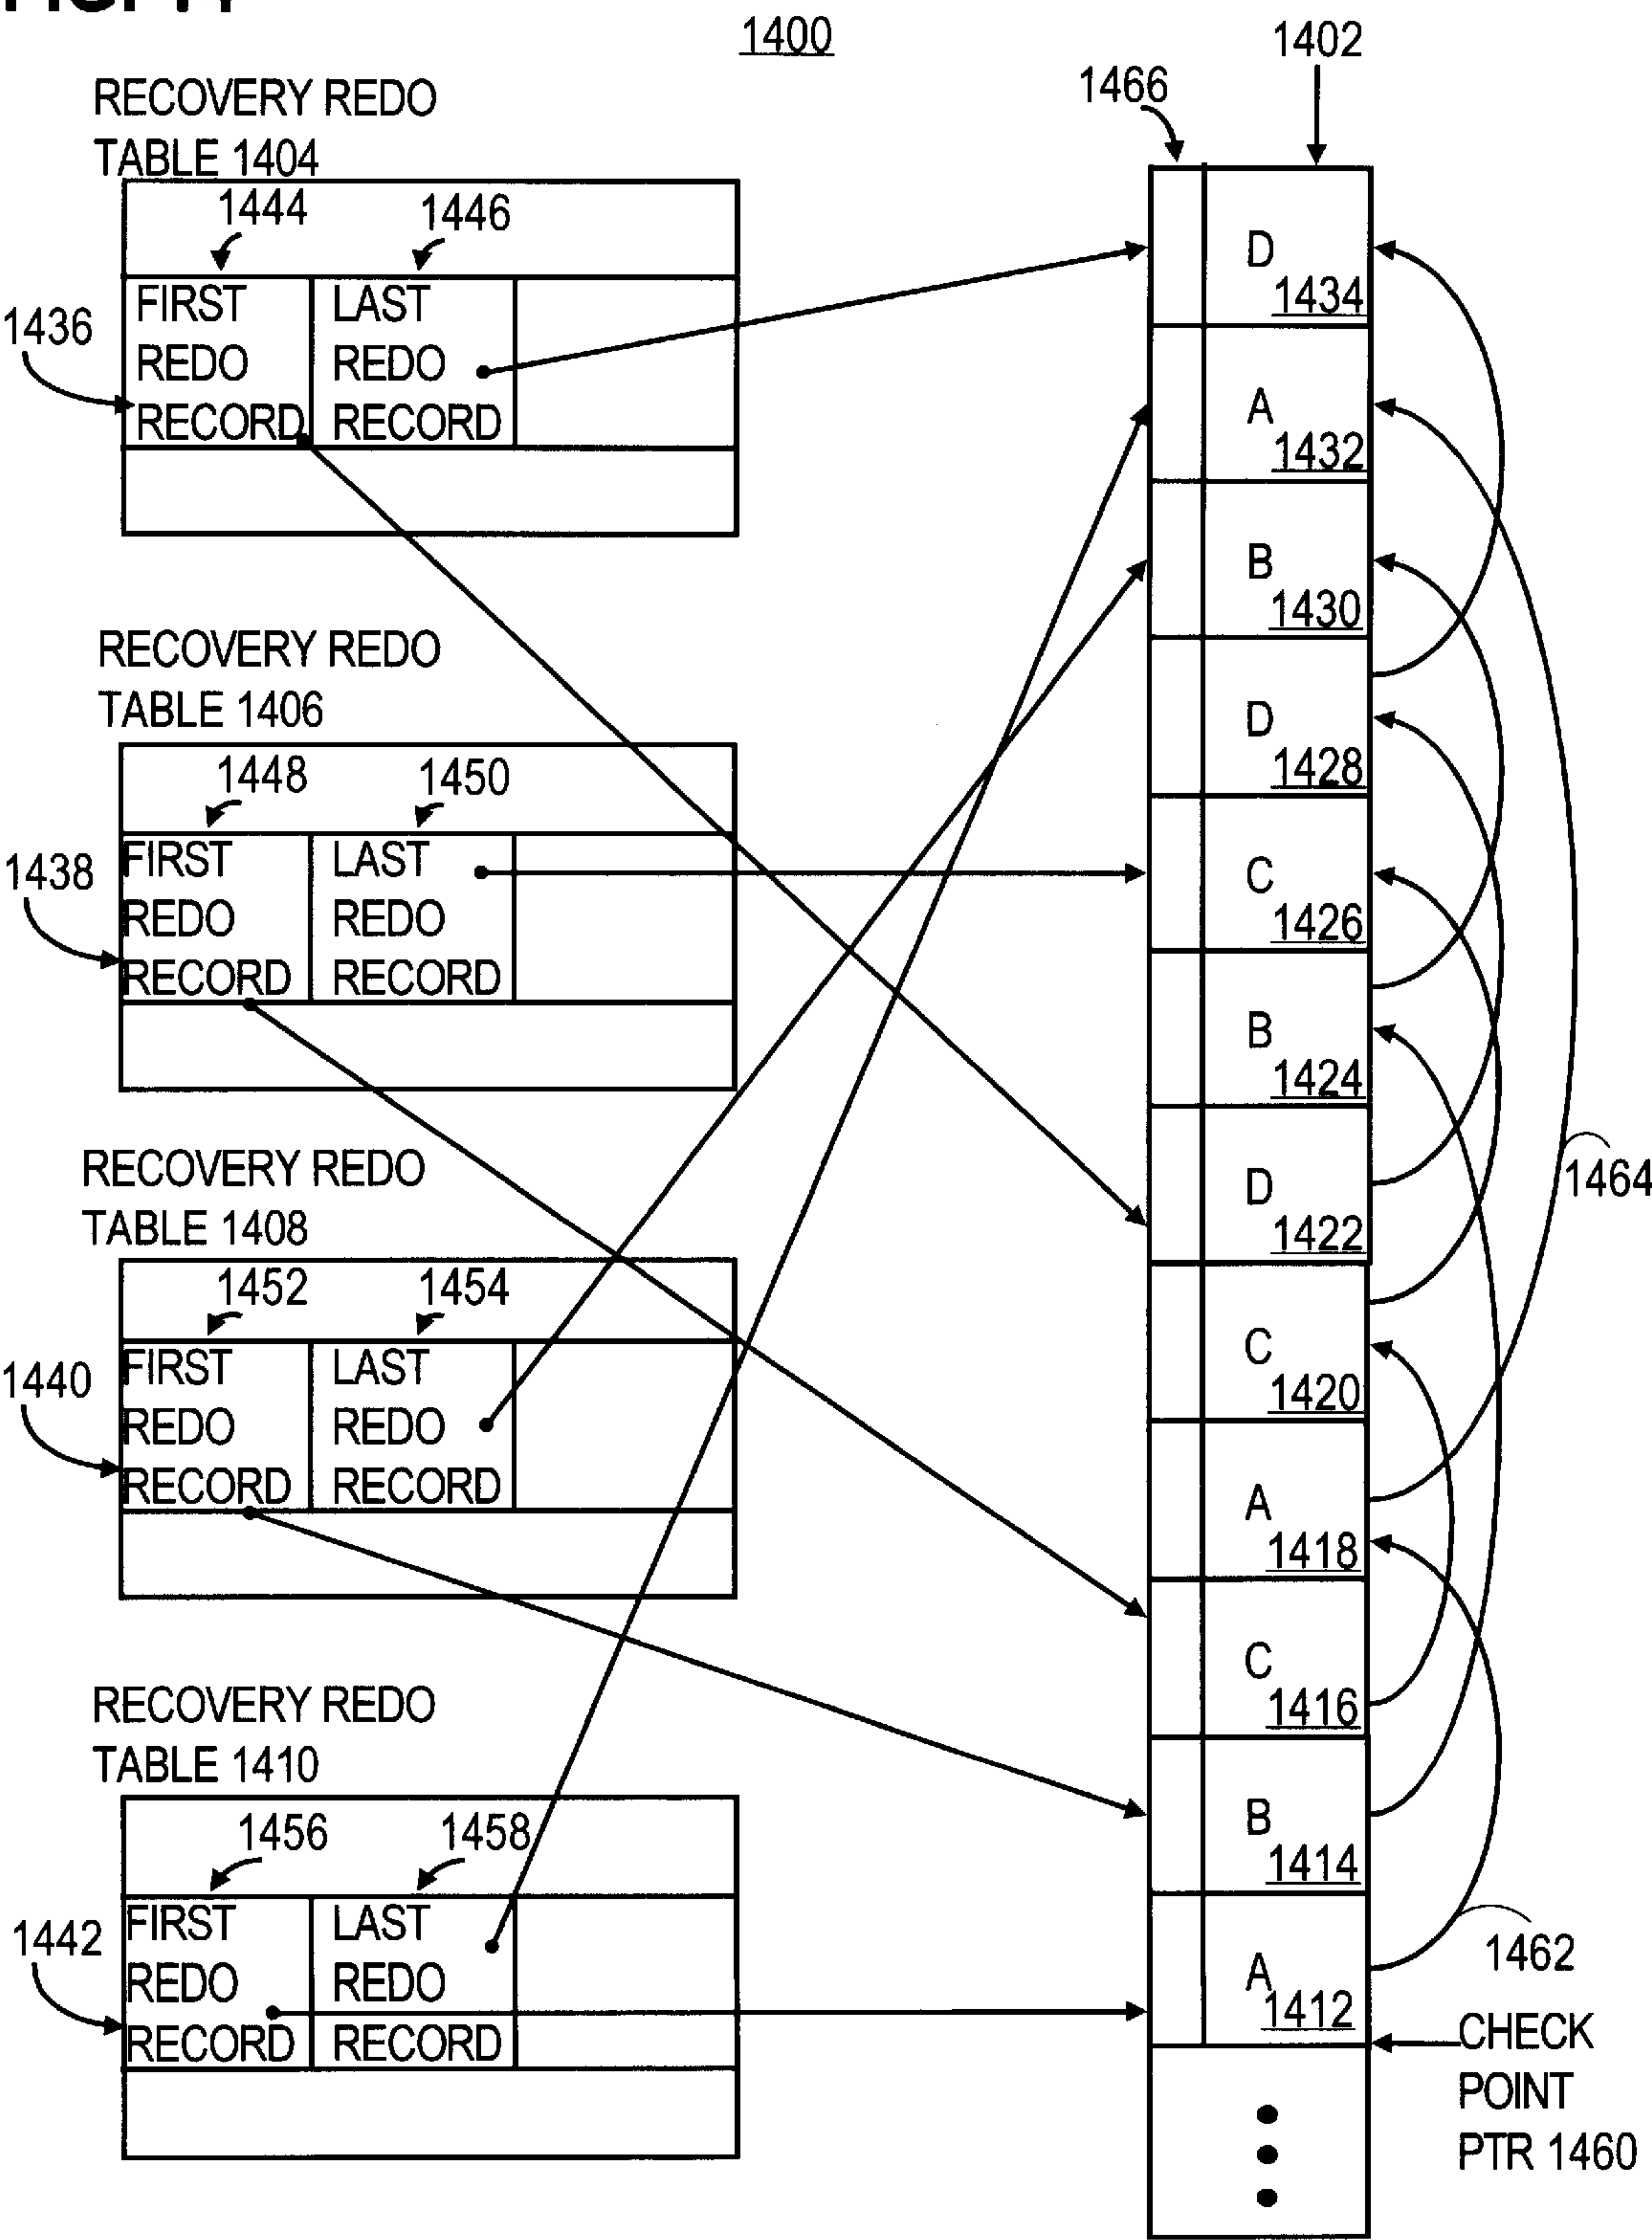 1400
1402
1466
RECOVERY REDO
TABLE 1404
1444 1446
1436
FIRST LAST
REDO REDO
RECORD RECORD
RECOVERY REDO
TABLE 1406
1448 1450
1438
FIRST LAST
REDO REDO
RECORD RECORD
RECOVERY REDO
TABLE 1408
1452 1454
1440
FIRST LAST
REDO REDO
RECORD RECORD
RECOVERY REDO
TABLE 1410
1456 1458
1442
FIRST LAST
REDO REDO
RECORD RECORD
D
1434
A
1432
B
1430
D
1428
C
1426
B
1424
D
1422
C
1420
A
1418
C
1416
B
1414
A
1412
1464
1462
CHECK
POINT
PTR 1460